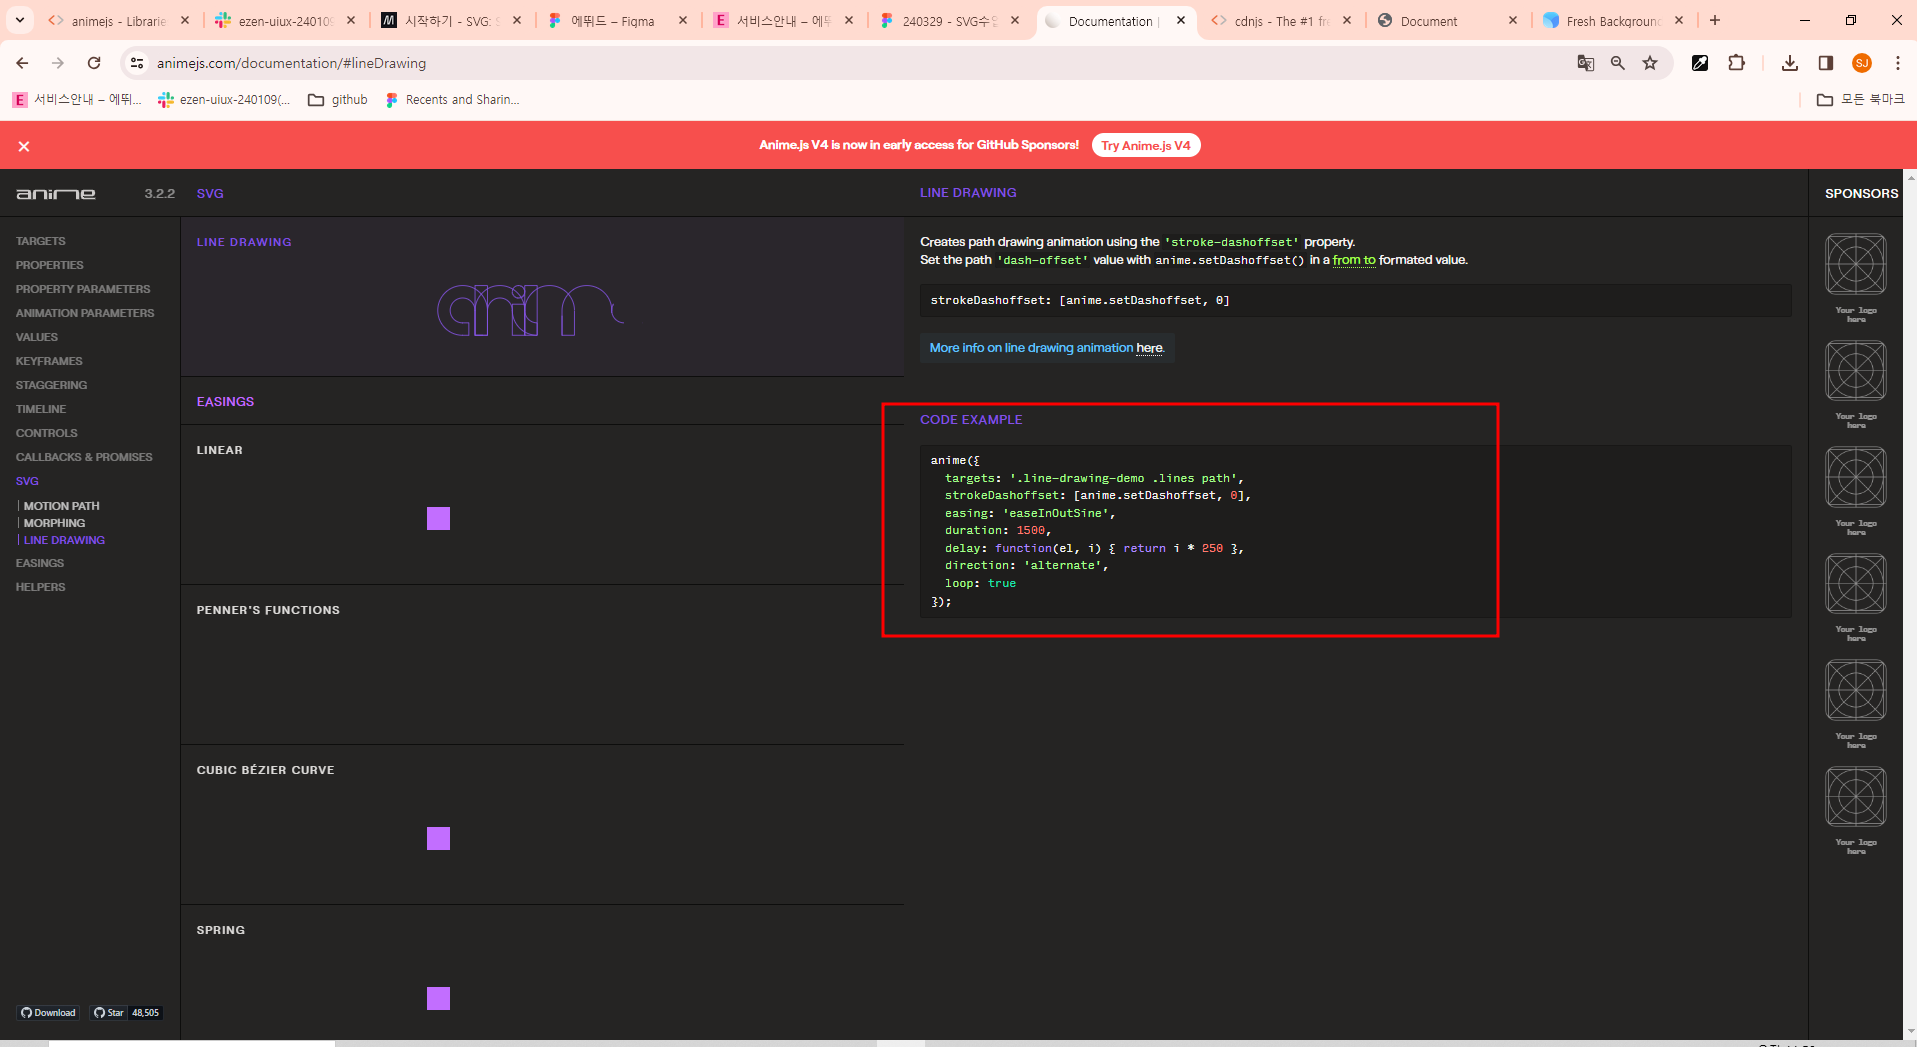 animejs - Librarie
ezen-uiux-240109
시작하기 - SVG: S
에뛰드 – Figma
서비스안내 – 에뛰
240329 - SVG수업
Documentation |
cdnjs - The #1 fre
Document
Fresh Background
animejs.com/documentation/#lineDrawing
SJ
서비스안내 – 에뛰...
ezen-uiux-240109(...
github
Recents and Sharin...
모든 북마크
Anime.js V4 is now in early access for GitHub Sponsors!
Try Anime.js V4
anime
3.2.2
SVG
LINE DRAWING
SPONSORS
TARGETS
PROPERTIES
PROPERTY PARAMETERS
ANIMATION PARAMETERS
VALUES
KEYFRAMES
STAGGERING
TIMELINE
CONTROLS
CALLBACKS & PROMISES
SVG
MOTION PATH
MORPHING
LINE DRAWING
EASINGS
HELPERS
Download
Star
48,505
LINE DRAWING
EASINGS
LINEAR
PENNER'S FUNCTIONS
CUBIC BÉZIER CURVE
SPRING
Creates path drawing animation using the 'stroke-dashoffset' property.
Set the path 'dash-offset' value with anime.setDashoffset() in a from to formated value.
strokeDashoffset: [anime.setDashoffset, 0]
More info on line drawing animation here.
CODE EXAMPLE
anime({
targets: '.line-drawing-demo .lines path',
strokeDashoffset: [anime.setDashoffset, 0],
easing: 'easeInOutSine',
duration: 1500,
delay: function(el, i) { return i * 250 },
direction: 'alternate',
loop: true
});
Your logo
here
Your logo
here
Your logo
here
Your logo
here
Your logo
here
Your logo
here